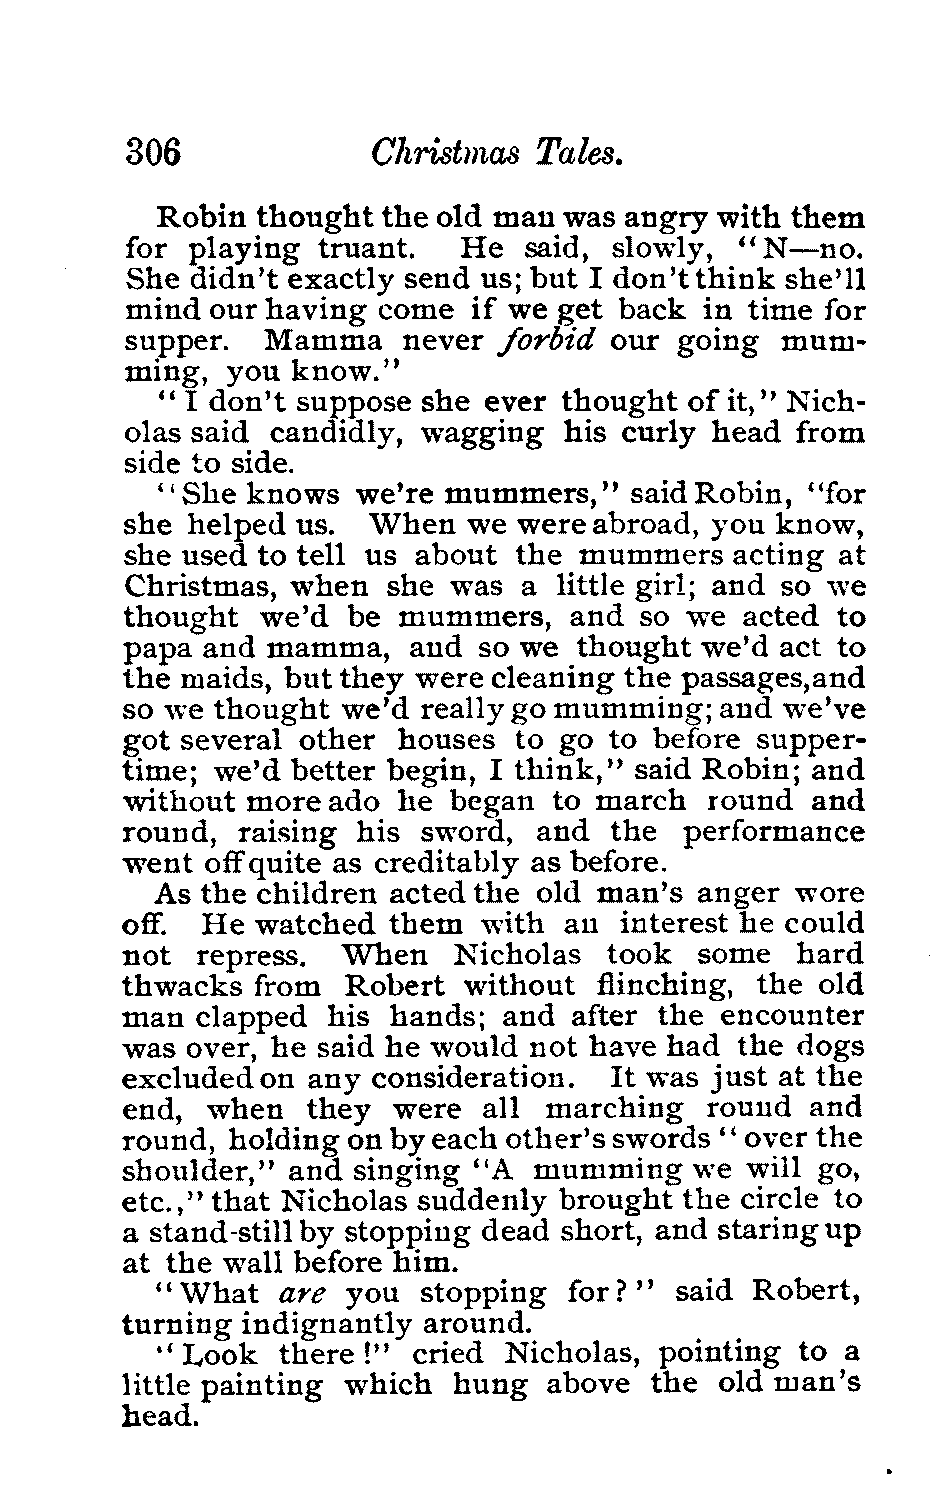 306 Christmas Tales.
Robin thought the old man was angry with them
for playing truant. He said, slowly, "N—no.
She didn't exactly send us; but I don't think she'll
mind our having come if we get back in time for
supper. Mamma never forbid our going mum-
ming, you know."
"I don't suppose she ever thought of it," Nich-
olas said candidly, wagging his curly head from
side to side.
"She knows we're mummers," said Robin, "for
she helped us. When we were abroad, you know,
she used to tell us about the mummers acting at
Christmas, when she was a little girl; and so we
thought we'd be mummers, and so we acted to
papa and mamma, and so we thought we'd act to
the maids, but they were cleaning the passages, and
so we thought we'd really go mumming; and we've
got several other houses to go to before supper-
time; we'd better begin, I think," said Robin; and
without more ado he began to march round and
round, raising his sword, and the performance
went off quite as creditably as before.
As the children acted the old man's anger wore
off. He watched them with an interest he could
not repress. When Nicholas took some hard
thwacks from Robert without flinching, the old
man clapped his hands; and after the encounter
was over, he said he would not have had the dogs
excluded on any consideration. It was just at the
end, when they were all marching round and
round, holding on by each other's swords "over the
shoulder," and singing "A mumming we will go,
etc.," that Nicholas suddenly brought the circle to
a stand-still by stopping dead short, and staring up
at the wall before him.
"What are you stopping for?" said Robert,
turning indignantly around.
"Look there!" cried Nicholas, pointing to a
little painting which hung above the old man's
head.